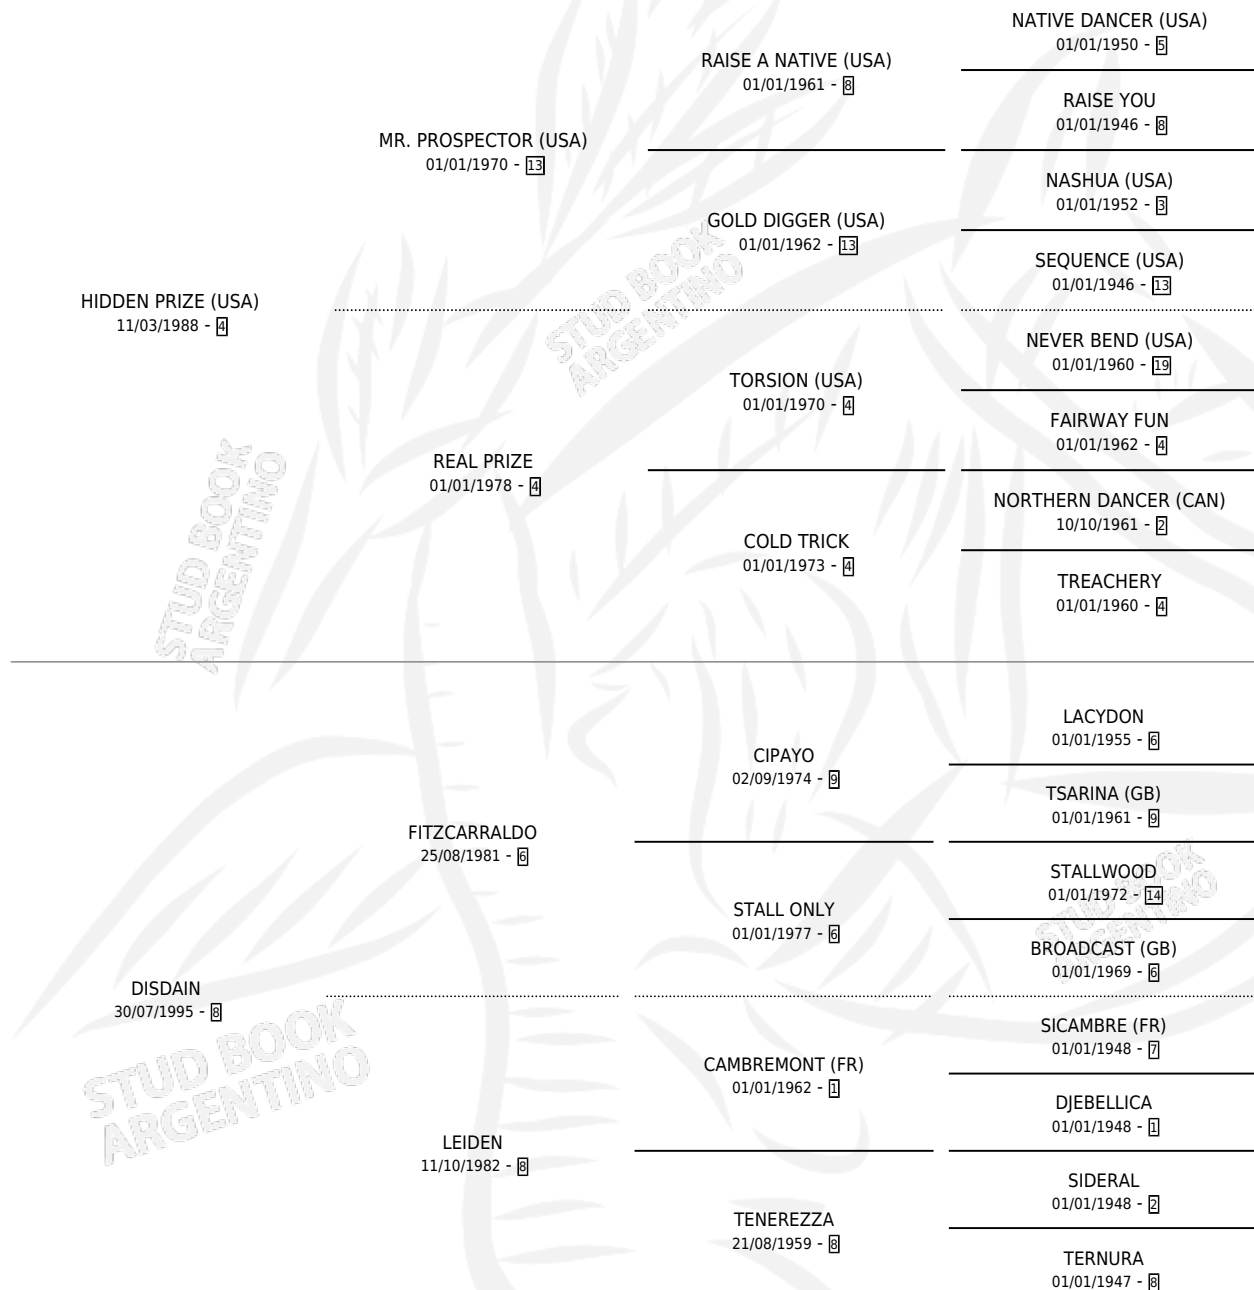 NATIVE DANCER (USA)
01/01/1950 - 5
RAISE A NATIVE (USA)
01/01/1961 - 8
RAISE YOU
01/01/1946 - 8
MR. PROSPECTOR (USA)
01/01/1970 - 13
NASHUA (USA)
01/01/1952 - 3
GOLD DIGGER (USA)
01/01/1962 - 13
SEQUENCE (USA)
01/01/1946 - 13
HIDDEN PRIZE (USA)
11/03/1988 - 4
STUD BOOK
ARGENTINO
NEVER BEND (USA)
01/01/1960 - 19
TORSION (USA)
01/01/1970 - 4
FAIRWAY FUN
01/01/1962 - 4
REAL PRIZE
01/01/1978 - 4
NORTHERN DANCER (CAN)
10/10/1961 - 2
COLD TRICK
01/01/1973 - 4
TREACHERY
01/01/1960 - 4
STUD BOOK
ARGENTINO
LACYDON
01/01/1955 - 6
CIPAYO
02/09/1974 - 9
TSARINA (GB)
01/01/1961 - 9
FITZCARRALDO
25/08/1981 - 6
STALLWOOD
01/01/1972 - 14
STALL ONLY
01/01/1977 - 6
BROADCAST (GB)
01/01/1969 - 6
STUD BOOK
ARGENTINO
DISDAIN
30/07/1995 - 8
SICAMBRE (FR)
01/01/1948 - 7
CAMBREMONT (FR)
01/01/1962 - 1
DJEBELLICA
01/01/1948 - 1
STUD BOOK
ARGENTINO
LEIDEN
11/10/1982 - 8
SIDERAL
01/01/1948 - 2
TENEREZZA
21/08/1959 - 8
TERNURA
01/01/1947 - 8